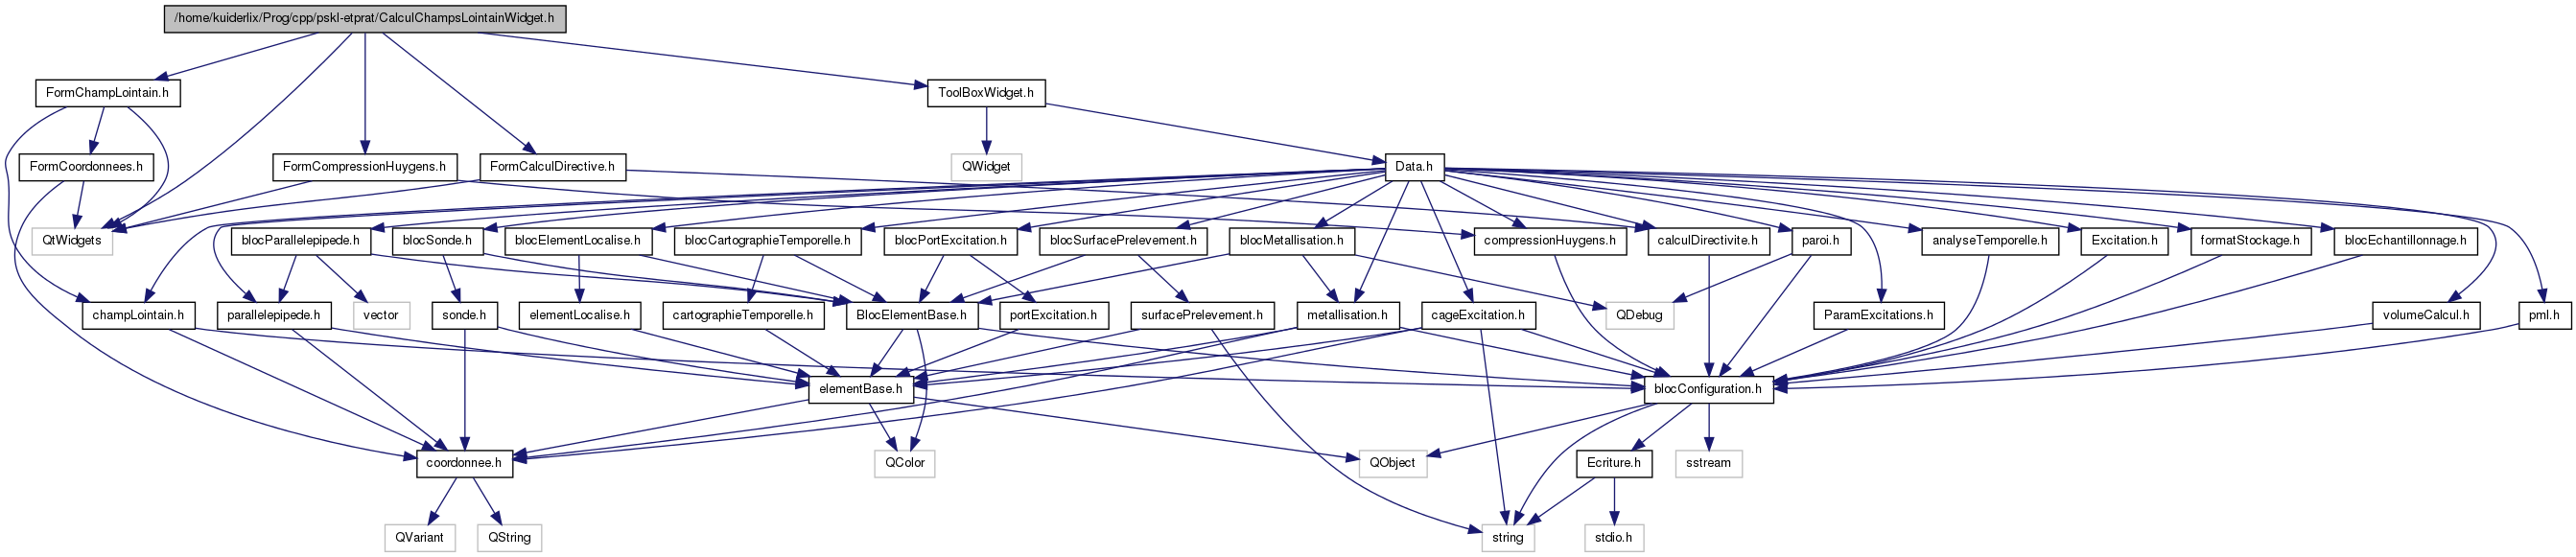 /home/kuiderlix/Prog/cpp/pskl-etprat/CalculChampsLointainWidget.h
FormChampLointain.h
ToolBoxWidget.h
FormCoordonnees.h
FormCompressionHuygens.h
FormCalculDirective.h
QWidget
Data.h
QtWidgets
blocParallelepipede.h
blocSonde.h
blocElementLocalise.h
blocCartographieTemporelle.h
blocPortExcitation.h
blocSurfacePrelevement.h
blocMetallisation.h
compressionHuygens.h
calculDirectivite.h
paroi.h
analyseTemporelle.h
Excitation.h
formatStockage.h
blocEchantillonnage.h
champLointain.h
parallelepipede.h
vector
sonde.h
elementLocalise.h
cartographieTemporelle.h
BlocElementBase.h
portExcitation.h
surfacePrelevement.h
metallisation.h
cageExcitation.h
QDebug
ParamExcitations.h
volumeCalcul.h
pml.h
elementBase.h
blocConfiguration.h
coordonnee.h
QColor
QObject
Ecriture.h
sstream
QVariant
QString
string
stdio.h